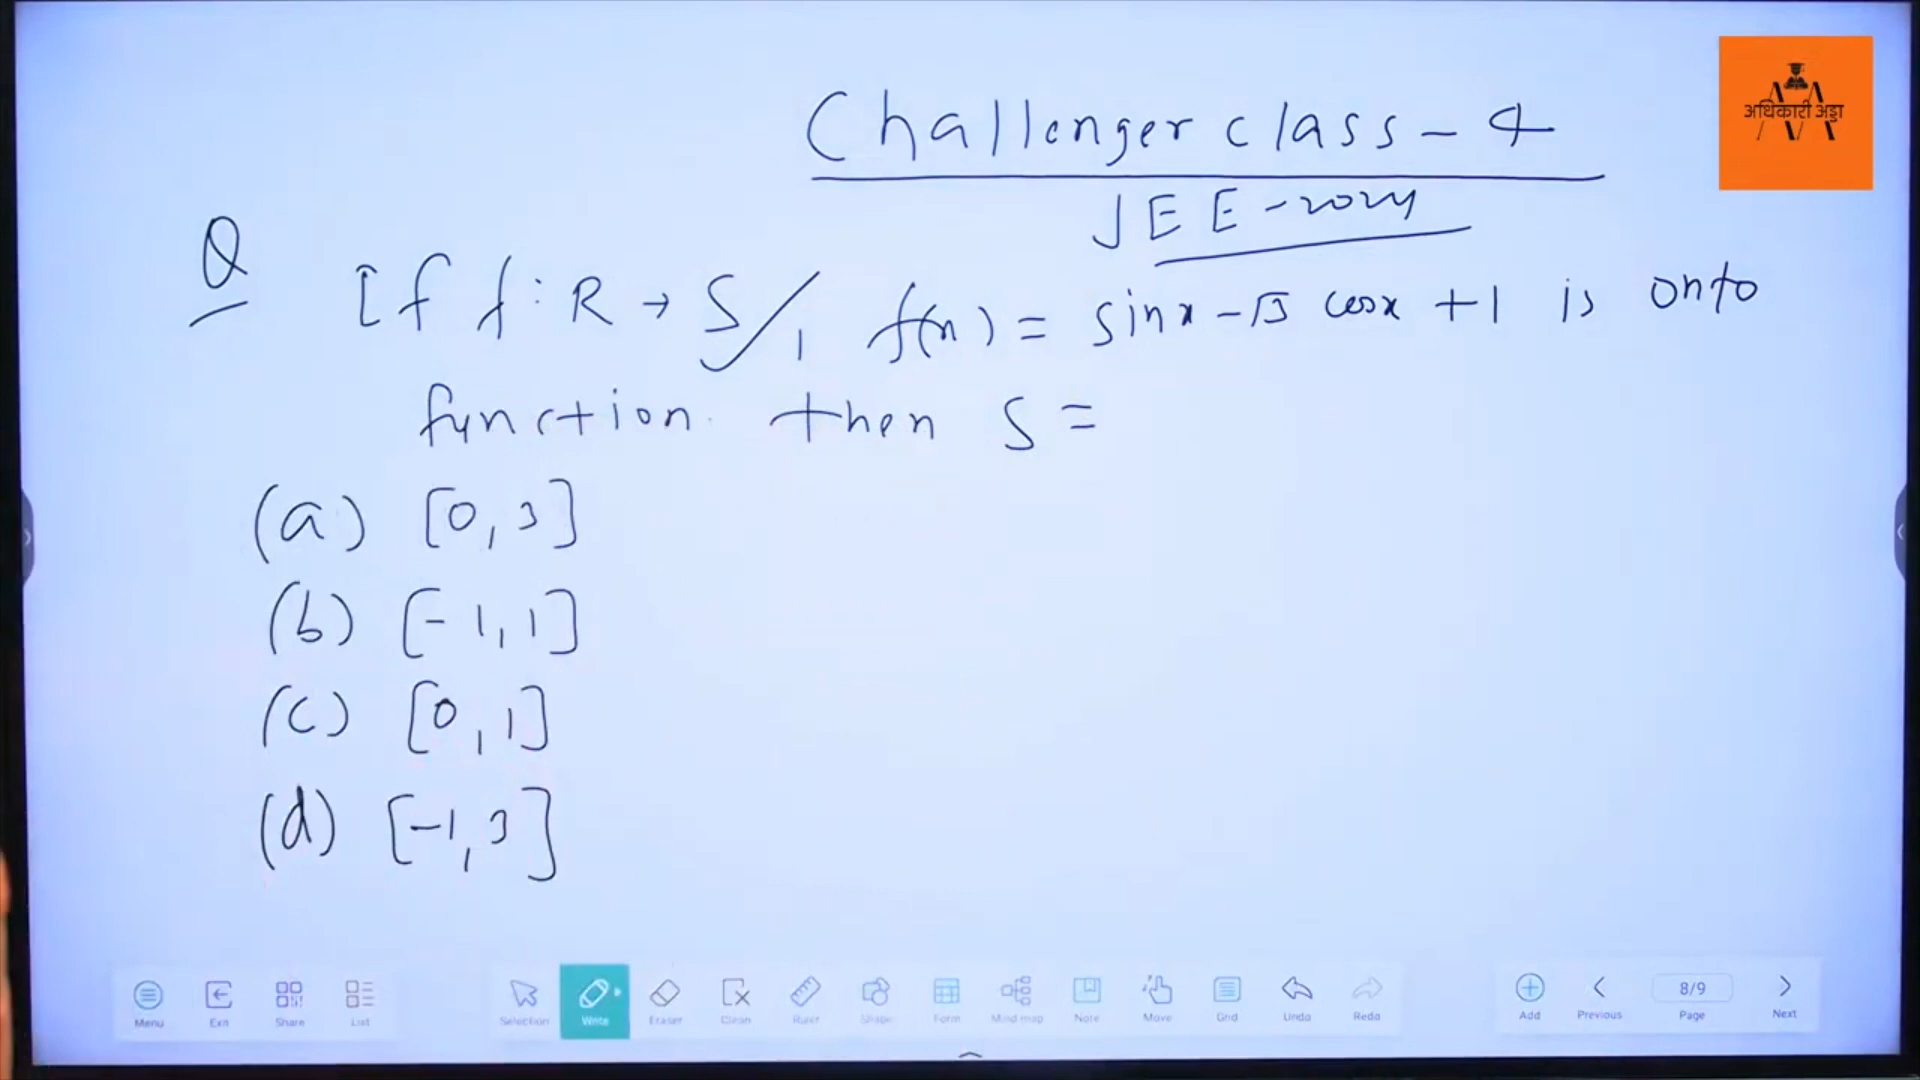 Challenger class - 4
अधिकारी अड्डा
JEE-2024
Q If f: R → S, f(n) = sinx - √3 cosx + 1 is onto
function. then S =
(a) [0, 3]
(b) [-1, 1]
(c) [0, 1]
(d) [-1, 3]
Menu Exit Share List Selection Write Eraser Clean Ruler Shape Form Mind map Note Move Grid Undo Redo Add Previous 8/9 Page Next